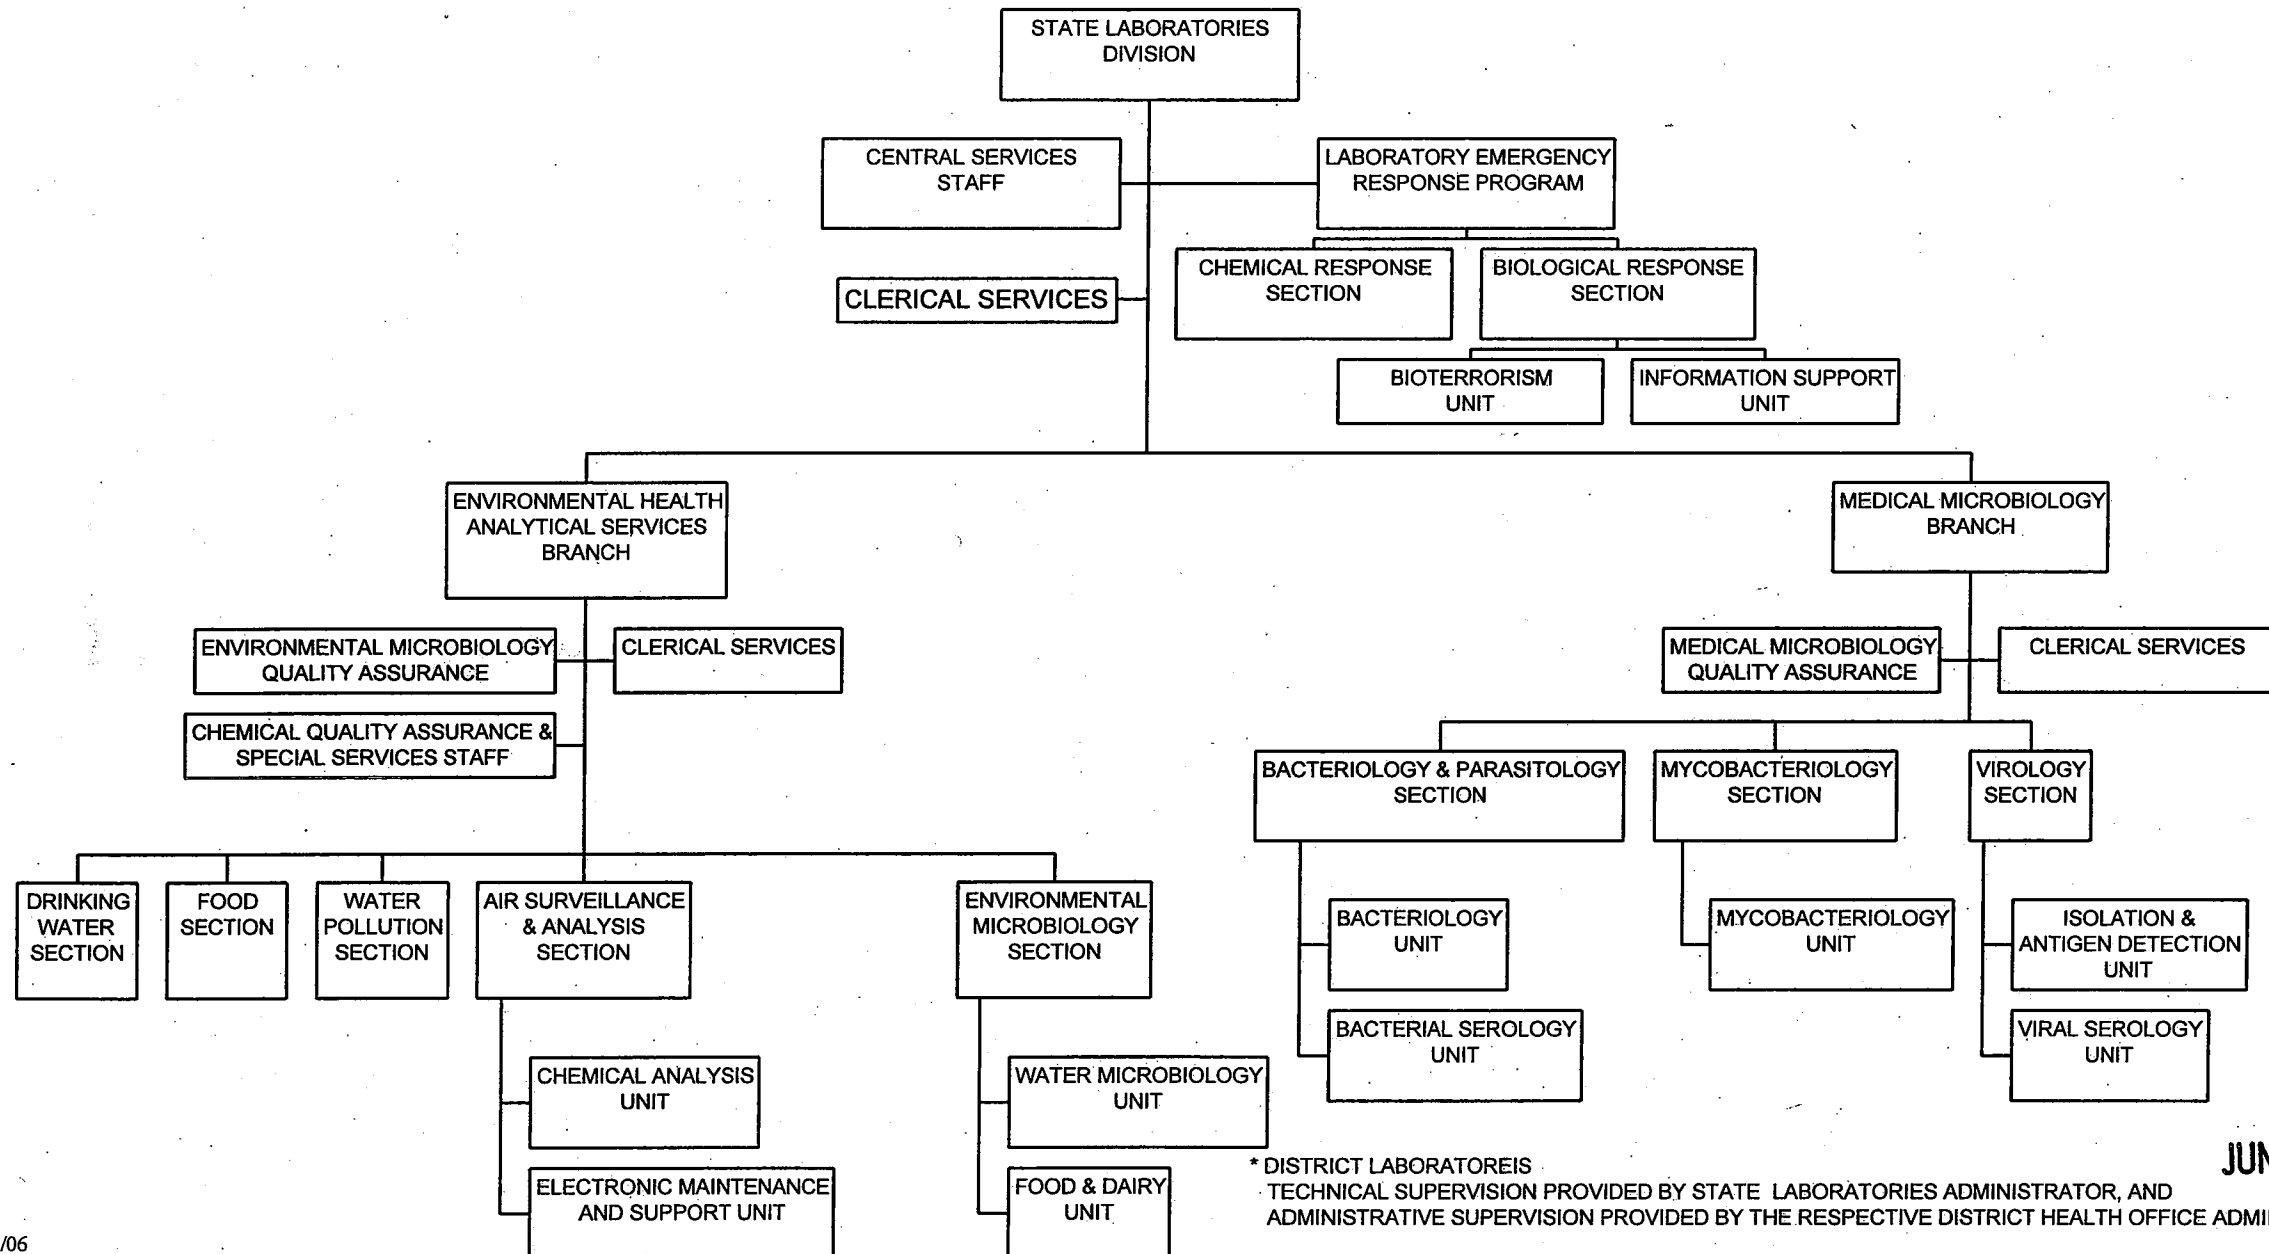 STATE LABORATORIES
DIVISION
CENTRAL SERVICES
STAFF
LABORATORY EMERGENCY
RESPONSE PROGRAM
CHEMICAL RESPONSE
SECTION
BIOLOGICAL RESPONSE
SECTION
CLERICAL SERVICES
BIOTERRORISM
UNIT
INFORMATION SUPPORT
UNIT
ENVIRONMENTAL HEALTH
ANALYTICAL SERVICES
BRANCH
MEDICAL MICROBIOLOGY
BRANCH
ENVIRONMENTAL MICROBIOLOGY
QUALITY ASSURANCE
CLERICAL SERVICES
MEDICAL MICROBIOLOGY
QUALITY ASSURANCE
CLERICAL SERVICES
CHEMICAL QUALITY ASSURANCE &
SPECIAL SERVICES STAFF
BACTERIOLOGY & PARASITOLOGY
SECTION
MYCOBACTERIOLOGY
SECTION
VIROLOGY
SECTION
DRINKING
WATER
SECTION
FOOD
SECTION
WATER
POLLUTION
SECTION
AIR SURVEILLANCE
& ANALYSIS
SECTION
ENVIRONMENTAL
MICROBIOLOGY
SECTION
BACTERIOLOGY
UNIT
MYCOBACTERIOLOGY
UNIT
ISOLATION &
ANTIGEN DETECTION
UNIT
BACTERIAL SEROLOGY
UNIT
VIRAL SEROLOGY
UNIT
CHEMICAL ANALYSIS
UNIT
WATER MICROBIOLOGY
UNIT
ELECTRONIC MAINTENANCE
AND SUPPORT UNIT
FOOD & DAIRY
UNIT
* DISTRICT LABORATOREIS
TECHNICAL SUPERVISION PROVIDED BY STATE LABORATORIES ADMINISTRATOR, AND
ADMINISTRATIVE SUPERVISION PROVIDED BY THE RESPECTIVE DISTRICT HEALTH OFFICE
JUN
/06